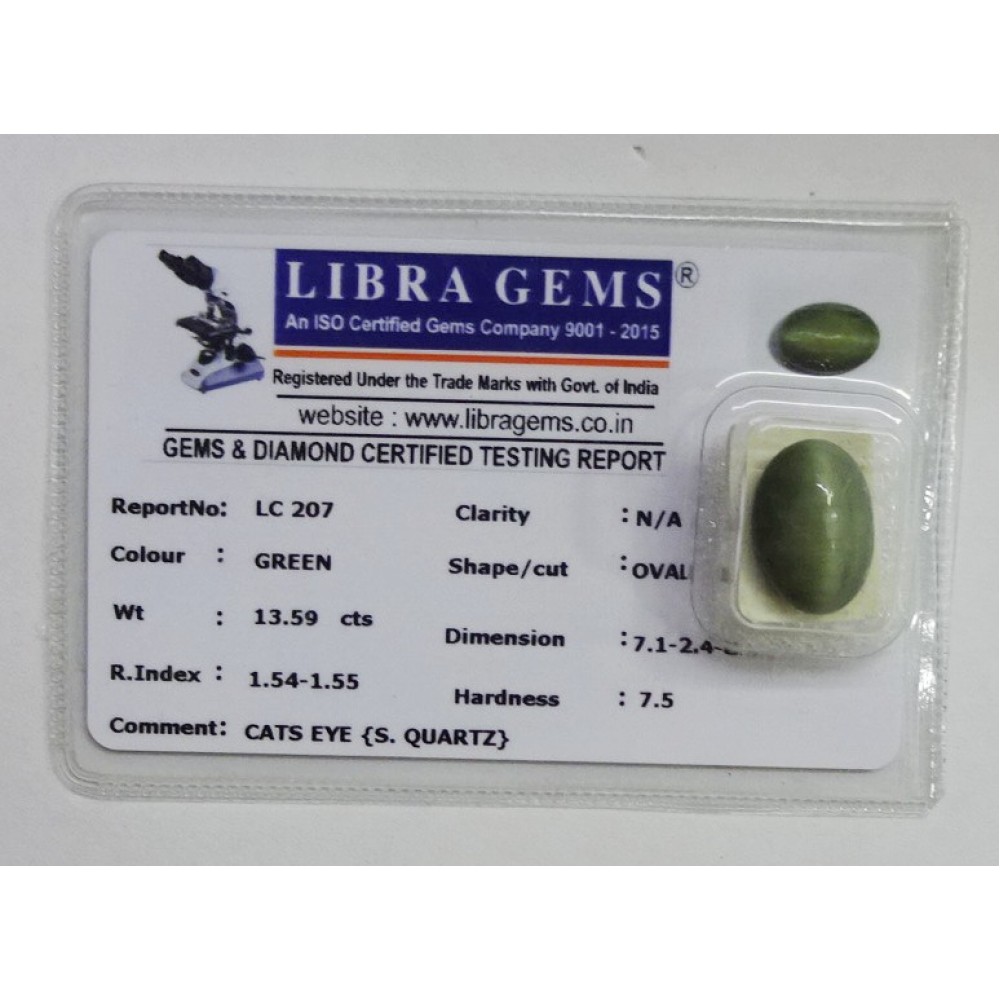 LIBRA GEMS®
An ISO Certified Gems Company 9001 - 2015
Registered Under the Trade Marks with Govt. of India
website : www.libragems.co.in
GEMS & DIAMOND CERTIFIED TESTING REPORT
ReportNo: LC 207
Colour : GREEN
Wt : 13.59 cts
R.Index : 1.54-1.55
Comment: CATS EYE {S. QUARTZ}
Clarity : N/A
Shape/cut : OVAL
Dimension : 7.1-2.4-
Hardness : 7.5